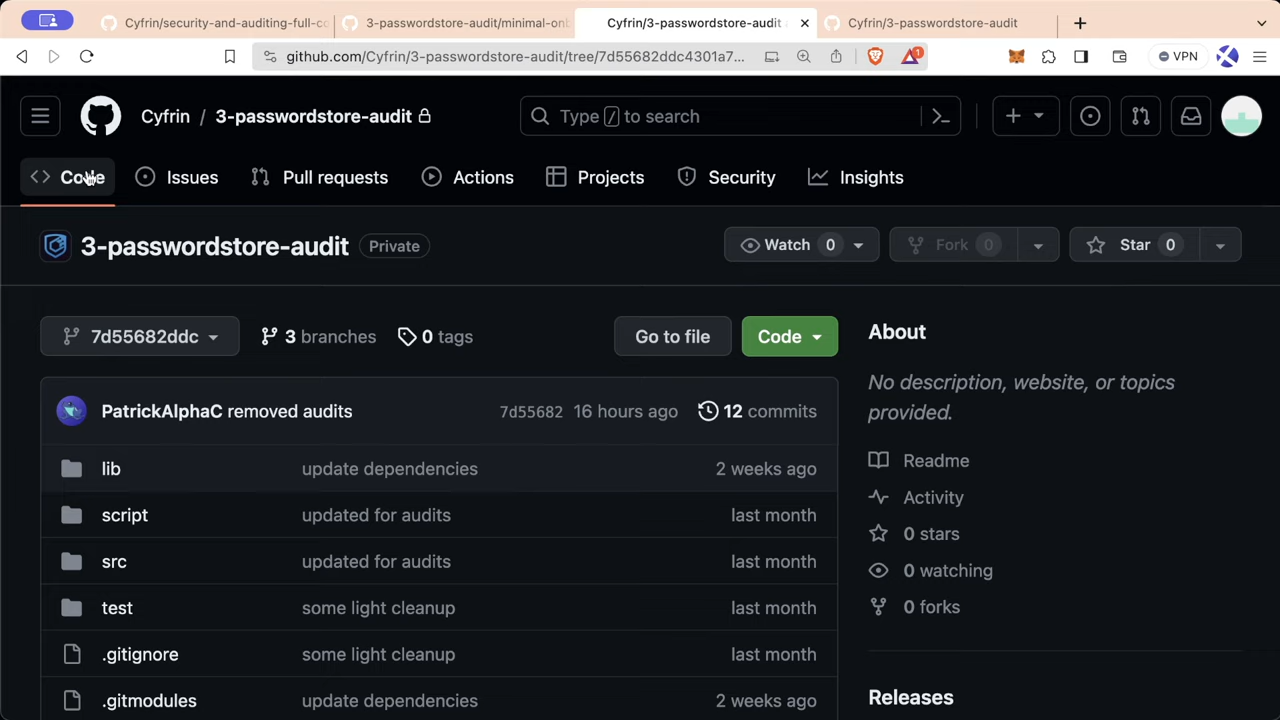 Cyfrin/security-and-auditing-full-co
3-passwordstore-audit/minimal-onb
Cyfrin/3-passwordstore-audit
Cyfrin/3-passwordstore-audit
github.com/Cyfrin/3-passwordstore-audit/tree/7d55682ddc4301a7...
1
VPN
Cyfrin / 3-passwordstore-audit
Type / to search
Code
Issues
Pull requests
Actions
Projects
Security
Insights
3-passwordstore-audit
Private
Watch 0
Fork 0
Star 0
7d55682ddc
3 branches
0 tags
Go to file
Code
PatrickAlphaC removed audits 7d55682 16 hours ago 12 commits
lib update dependencies 2 weeks ago
script updated for audits last month
src updated for audits last month
test some light cleanup last month
.gitignore some light cleanup last month
.gitmodules update dependencies 2 weeks ago
About
No description, website, or topics
provided.
Readme
Activity
0 stars
0 watching
0 forks
Releases